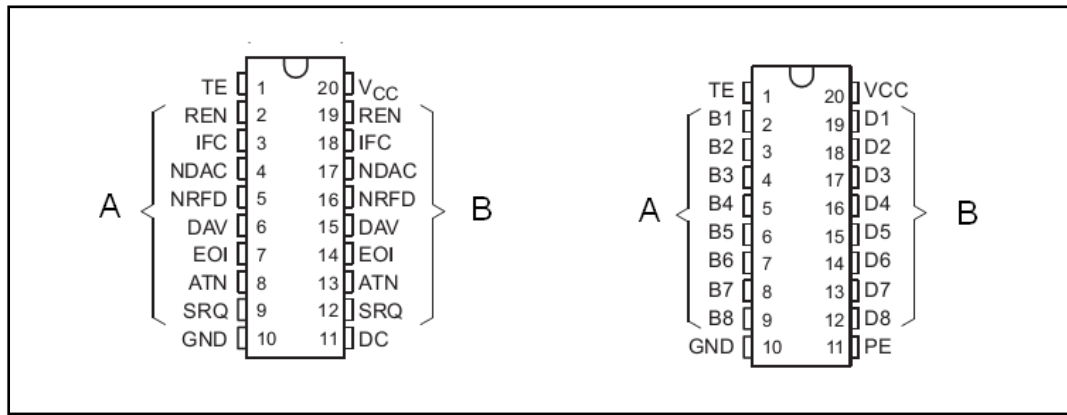 TE 1 20 VCC
REN 2 19 REN
IFC 3 18 IFC
NDAC 4 17 NDAC
A NRFD 5 16 NRFD B
DAV 6 15 DAV
EOI 7 14 EOI
ATN 8 13 ATN
SRQ 9 12 SRQ
GND 10 11 DC
TE 1 20 VCC
B1 2 19 D1
B2 3 18 D2
B3 4 17 D3
A B4 5 16 D4 B
B5 6 15 D5
B6 7 14 D6
B7 8 13 D7
B8 9 12 D8
GND 10 11 PE